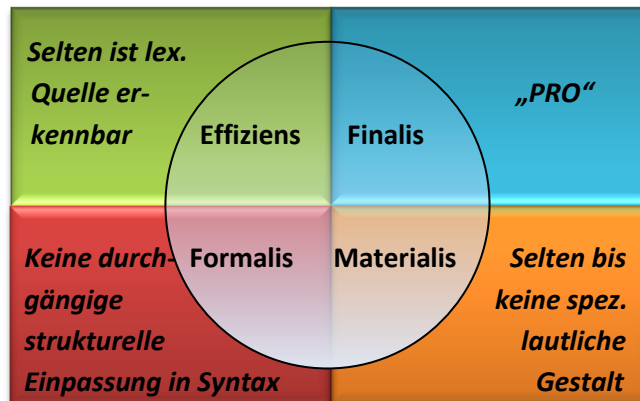 Selten ist lex.
Quelle er-
kennbar
Effiziens
Finalis
„PRO“
Keine durch-
gängige
strukturelle
Einpassung in Syntax
Formalis
Materialis
Selten bis
keine spez.
lautliche
Gestalt